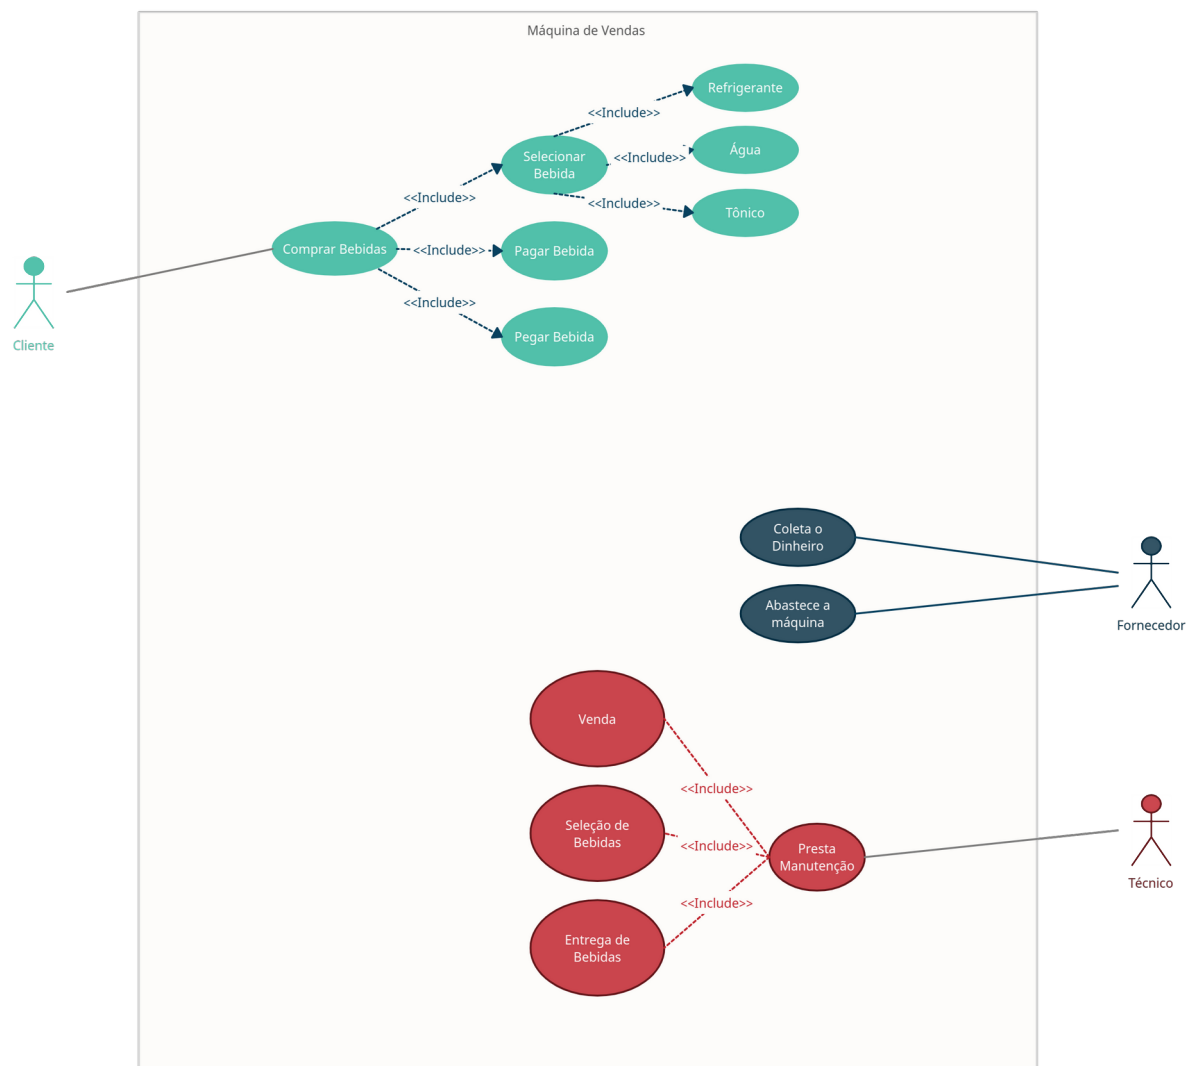 Máquina de Vendas
Refrigerante
<<Include>>
Água
Selecionar
Bebida
<<Include>>
<<Include>>
Tônico
<<Include>>
Comprar Bebidas
<<Include>>
Pagar Bebida
<<Include>>
Pegar Bebida
Cliente
Coleta o
Dinheiro
Abastece a
máquina
Fornecedor
Venda
<<Include>>
Seleção de
Bebidas
<<Include>>
Presta
Manutenção
Técnico
<<Include>>
Entrega de
Bebidas